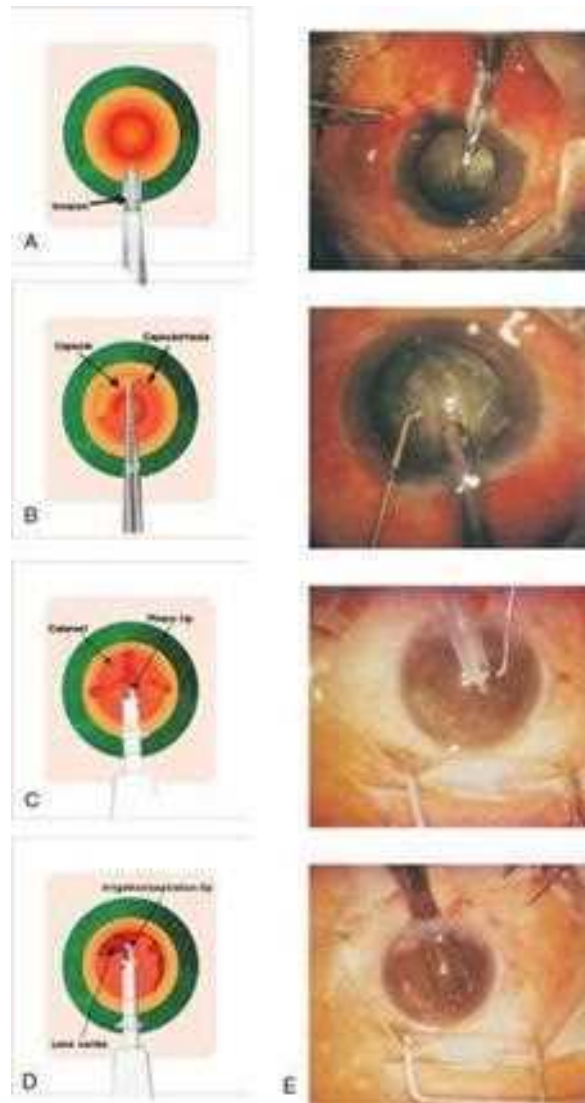 Incision
A
Capsule
Capsulorhexis
B
Cataract
Phaco tip
C
Irrigation/aspiration tip
Lens cortex
D
E